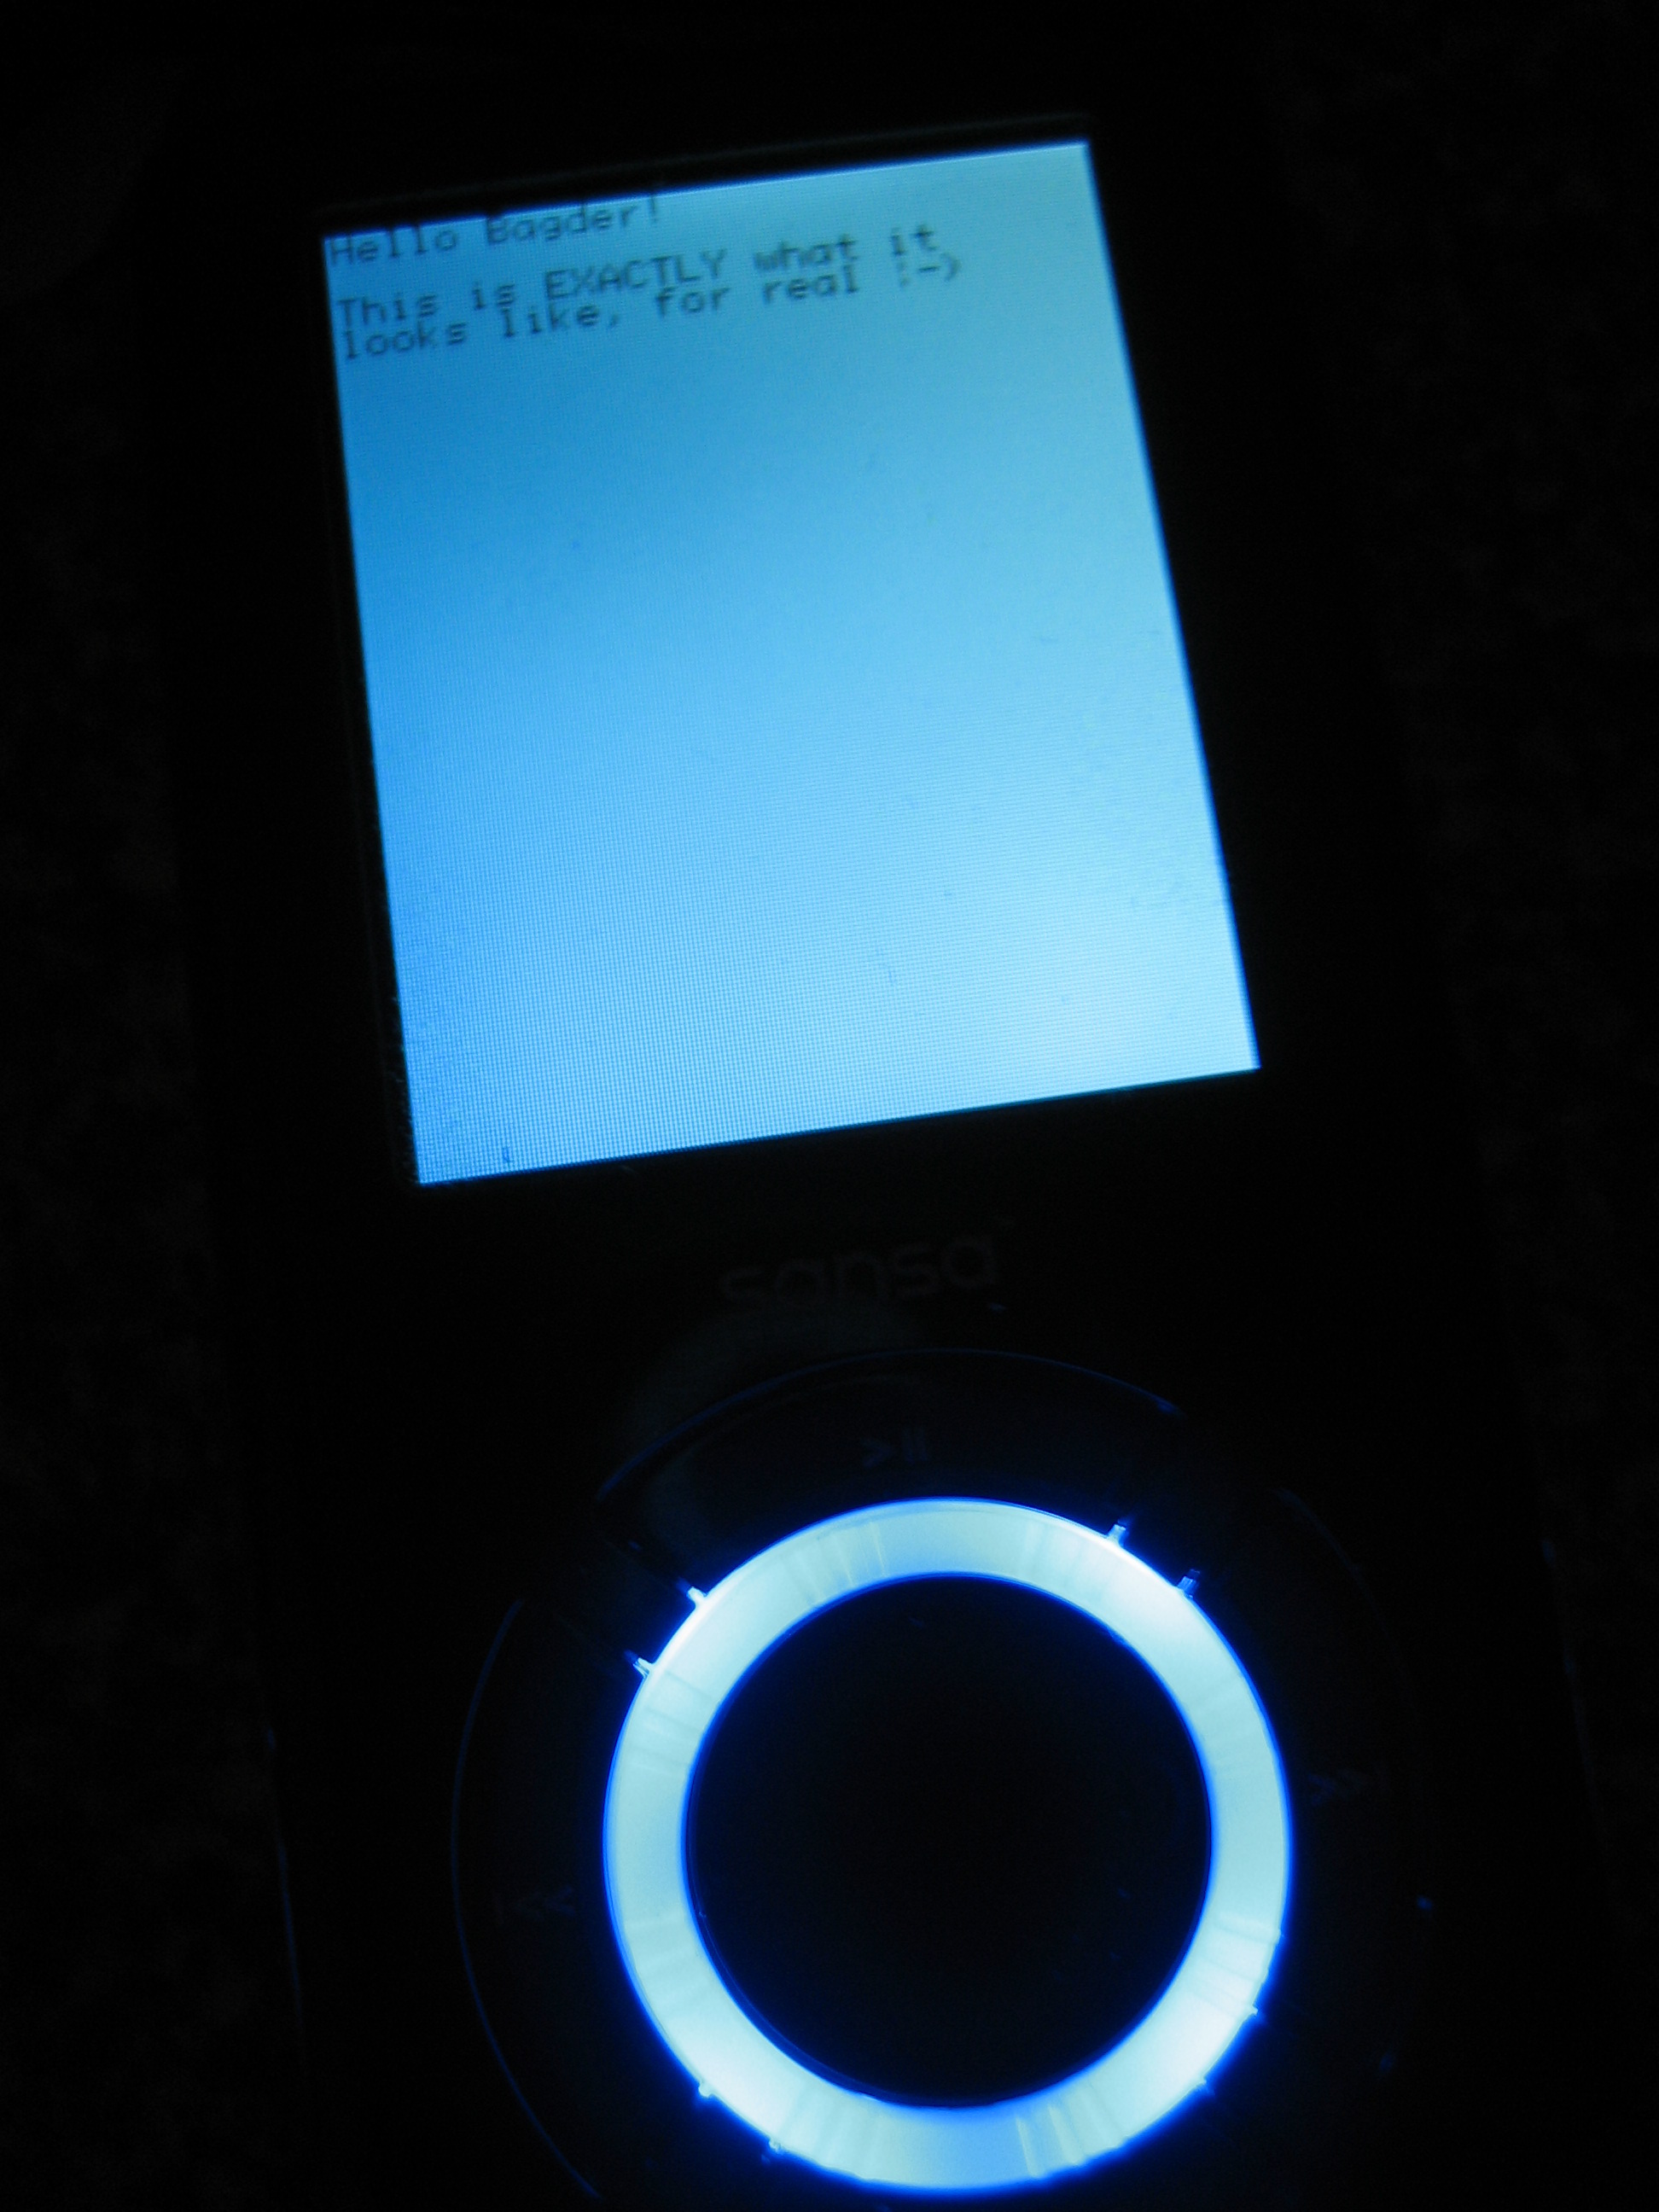 Hello Bagder!
This is EXACTLY what it
looks like, for real :-)
sansa